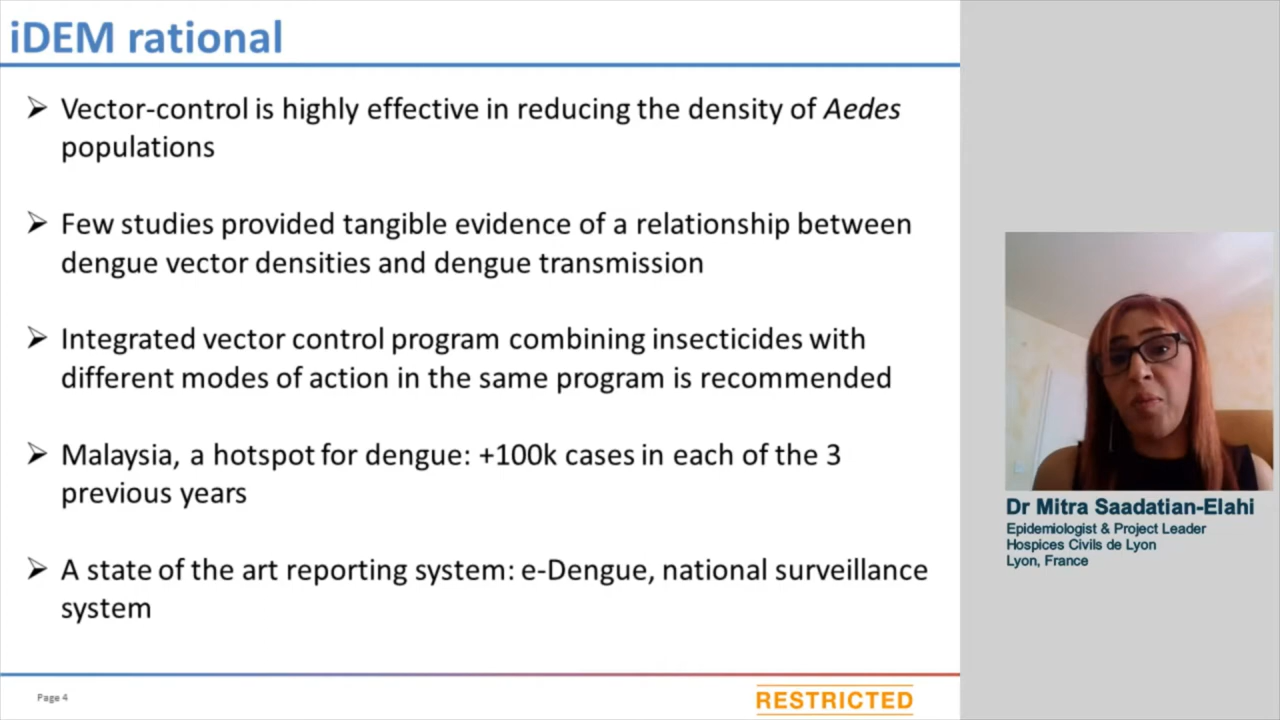 iDEM rational
➢ Vector-control is highly effective in reducing the density of Aedes
populations
➢ Few studies provided tangible evidence of a relationship between
dengue vector densities and dengue transmission
➢ Integrated vector control program combining insecticides with
different modes of action in the same program is recommended
➢ Malaysia, a hotspot for dengue: +100k cases in each of the 3
previous years
➢ A state of the art reporting system: e-Dengue, national surveillance
system
Page 4
RESTRICTED
Dr Mitra Saadatian-Elahi
Epidemiologist & Project Leader
Hospices Civils de Lyon
Lyon, France